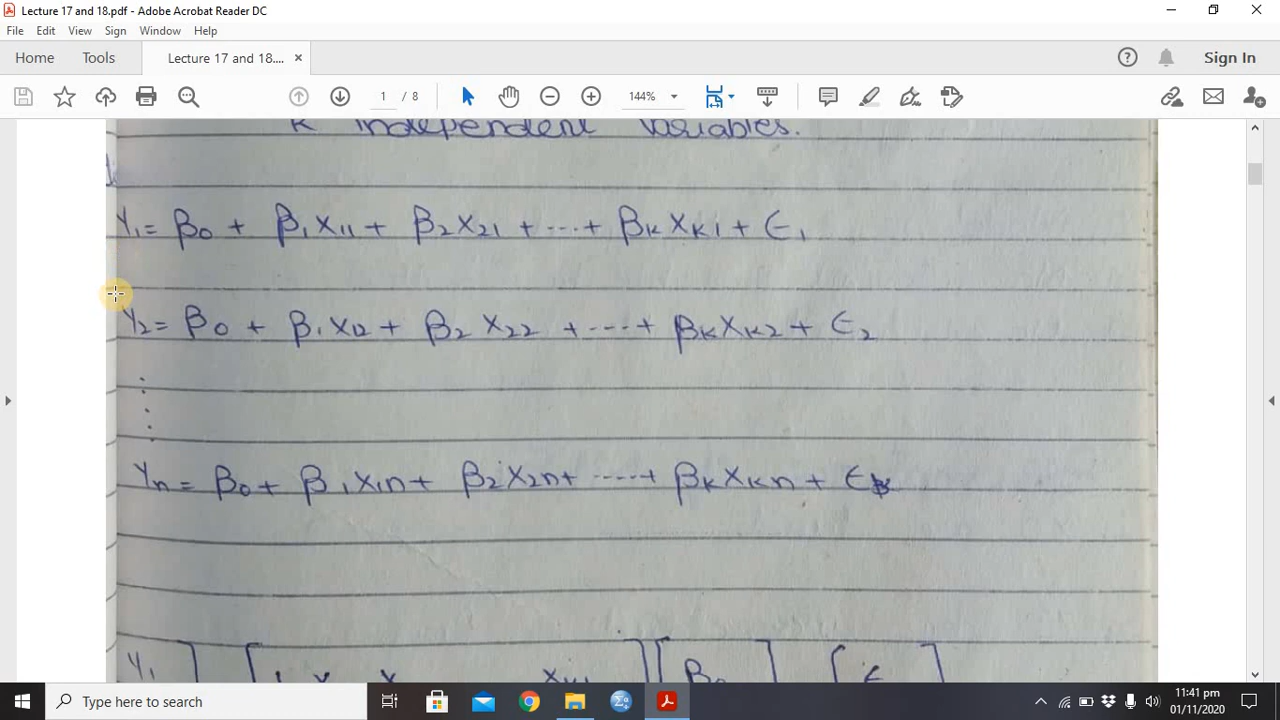 Lecture 17 and 18.pdf - Adobe Acrobat Reader DC
File Edit View Sign Window Help
Home Tools Lecture 17 and 18.... × Sign In
1 / 8 144%
K independent variables.
Y₁ = β₀ + β₁X₁₁ + β₂X₂₁ + ... + βₖXₖ₁ + ϵ₁
Y₂ = β₀ + β₁X₁₂ + β₂X₂₂ + ... + βₖXₖ₂ + ϵ₂
Yₙ = β₀ + β₁X₁ₙ + β₂X₂ₙ + ... + βₖXₖₙ + ϵ
Y₁ β₀ ϵ
Type here to search
11:41 pm
01/11/2020